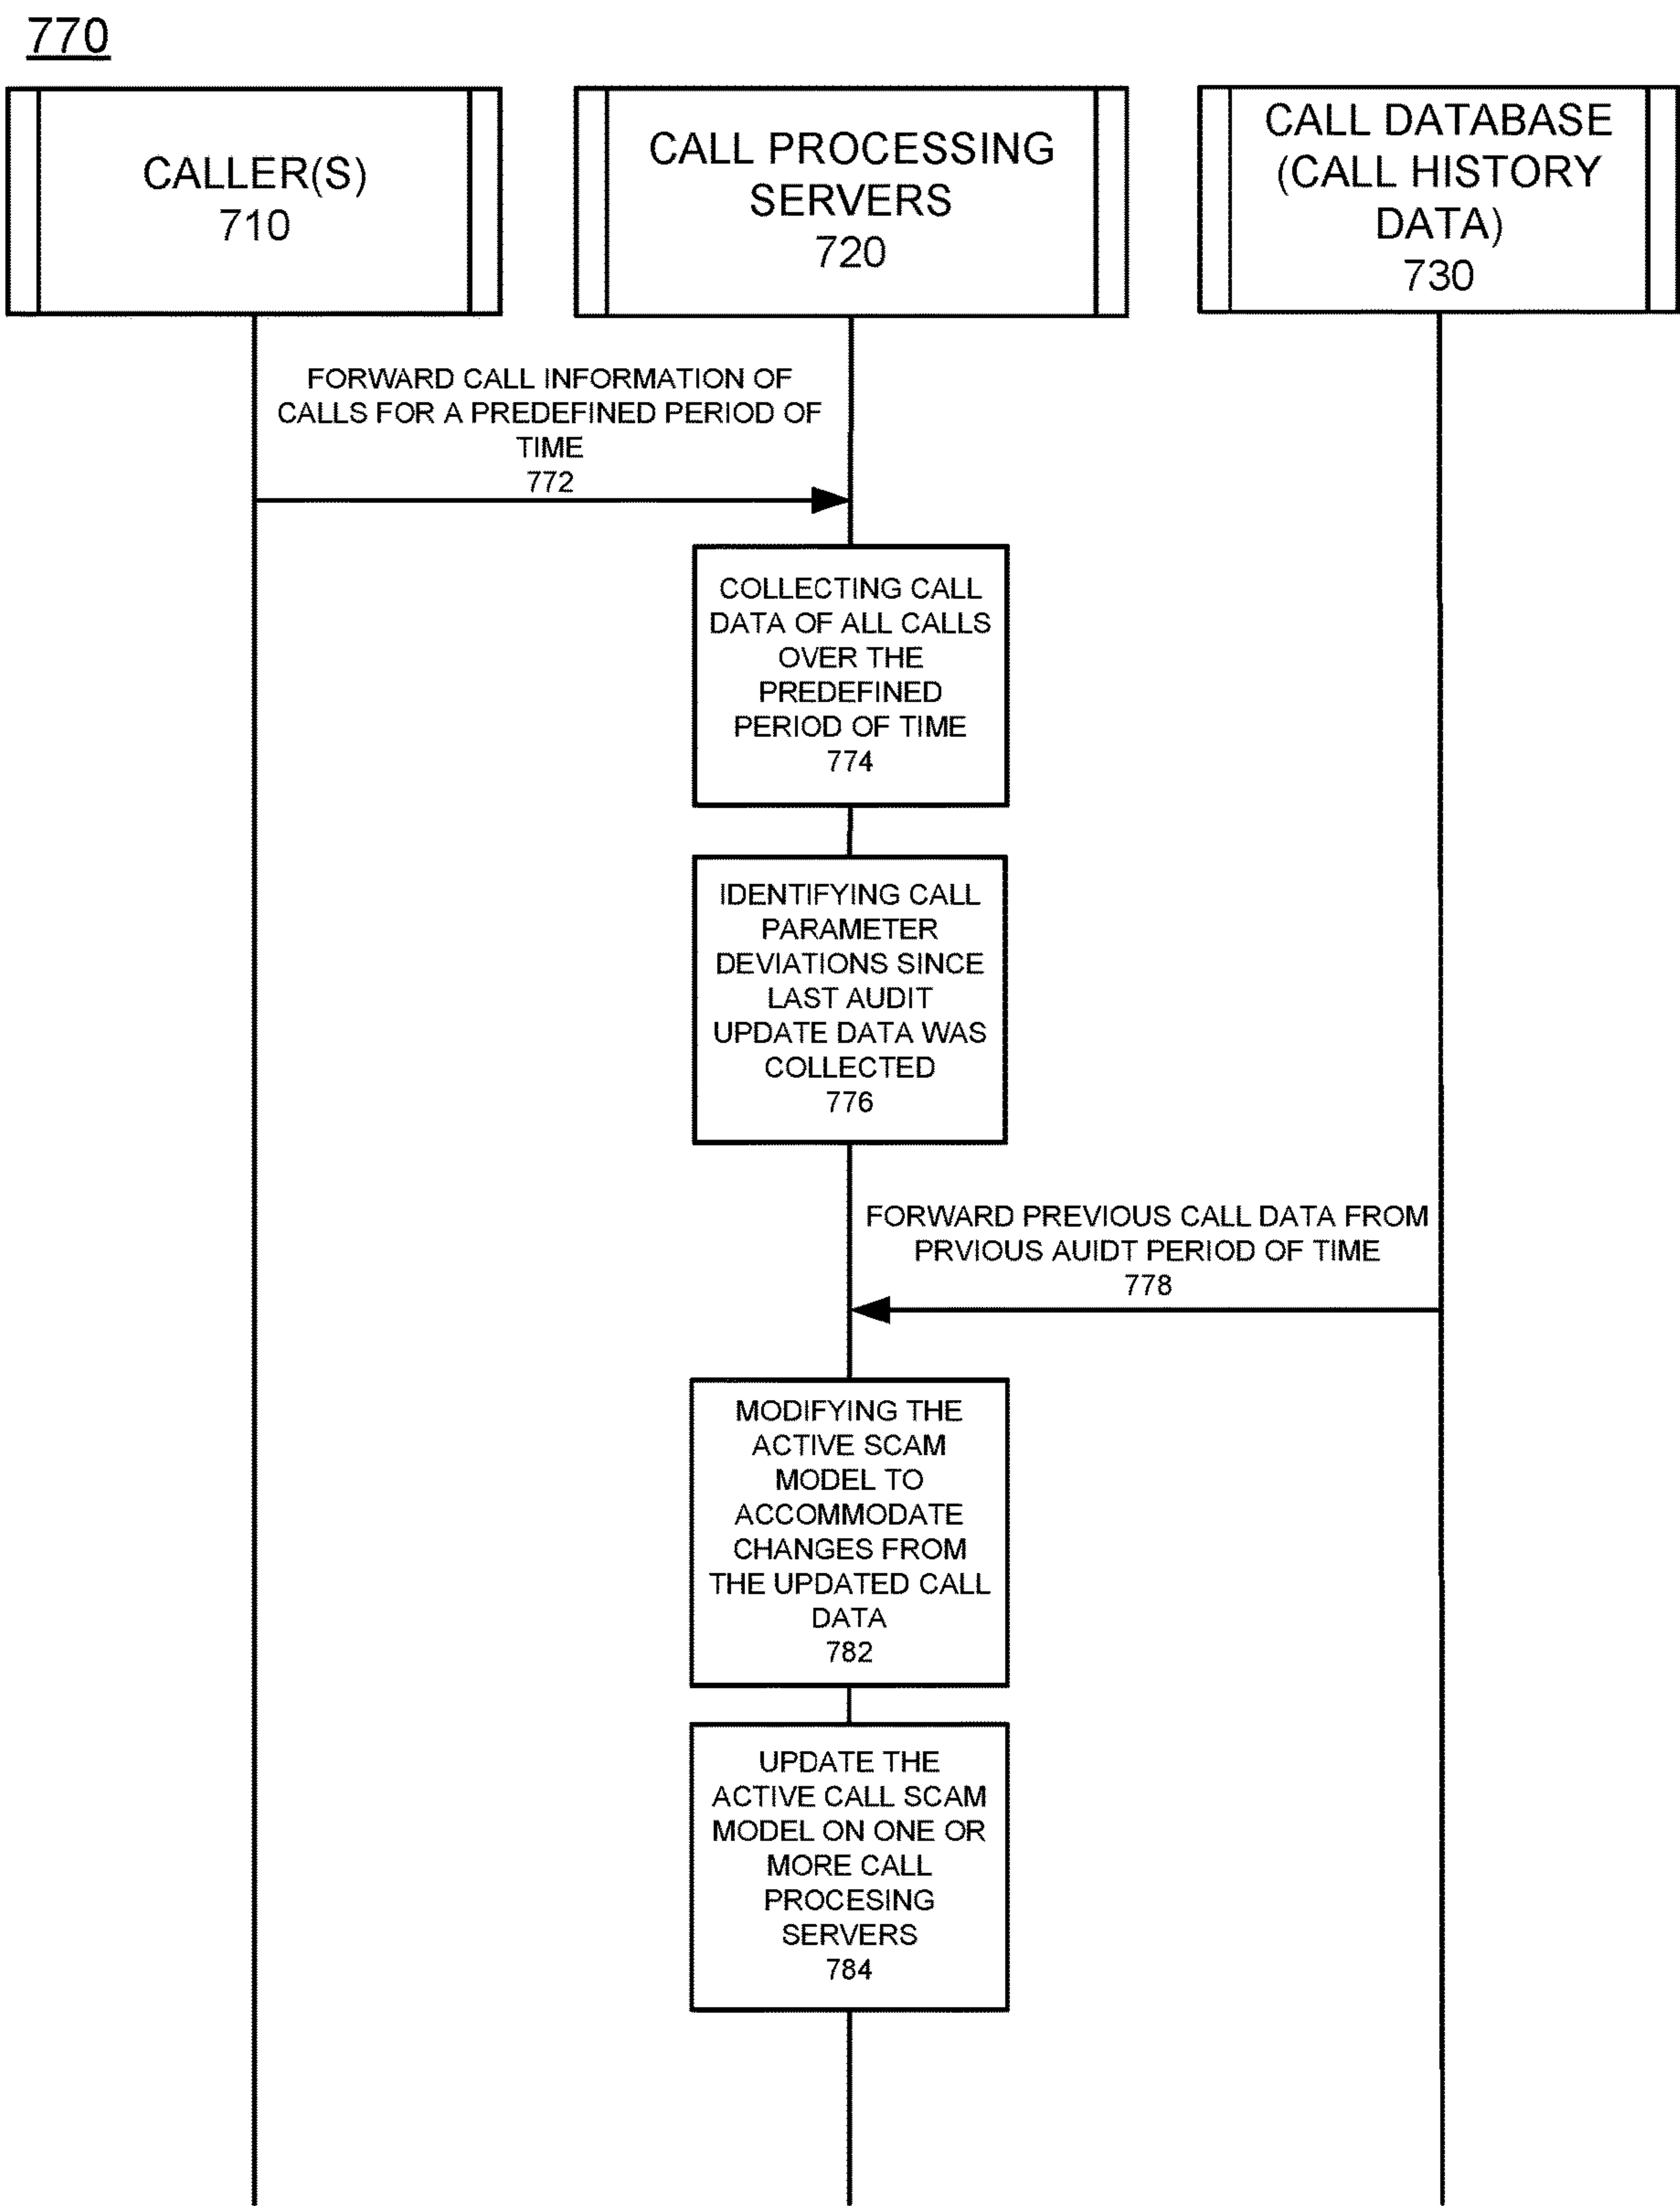 770
CALLER(S)
710
CALL PROCESSING
SERVERS
720
CALL DATABASE
(CALL HISTORY
DATA)
730
FORWARD CALL INFORMATION OF
CALLS FOR A PREDEFINED PERIOD OF
TIME
772
COLLECTING CALL
DATA OF ALL CALLS
OVER THE
PREDEFINED
PERIOD OF TIME
774
IDENTIFYING CALL
PARAMETER
DEVIATIONS SINCE
LAST AUDIT
UPDATE DATA WAS
COLLECTED
776
FORWARD PREVIOUS CALL DATA FROM
PRVIOUS AUIDT PERIOD OF TIME
778
MODIFYING THE
ACTIVE SCAM
MODEL TO
ACCOMMODATE
CHANGES FROM
THE UPDATED CALL
DATA
782
UPDATE THE
ACTIVE CALL SCAM
MODEL ON ONE OR
MORE CALL
PROCESING
SERVERS
784